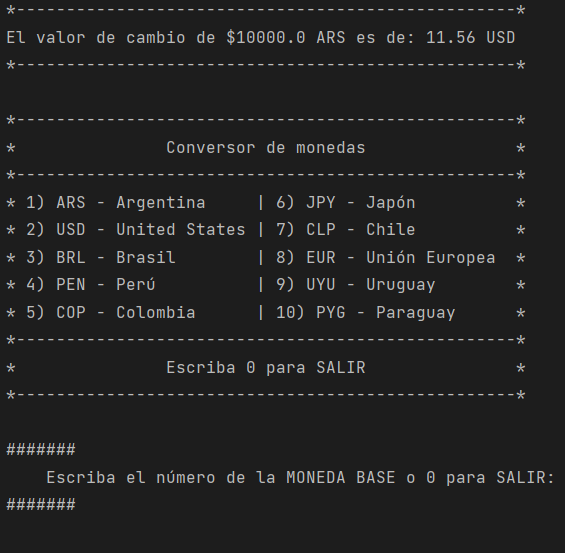 *--------------------------------------------------*
El valor de cambio de $10000.0 ARS es de: 11.56 USD
*--------------------------------------------------*
*--------------------------------------------------*
*               Conversor de monedas               *
*--------------------------------------------------*
* 1) ARS - Argentina     | 6) JPY - Japón          *
* 2) USD - United States | 7) CLP - Chile          *
* 3) BRL - Brasil        | 8) EUR - Unión Europea  *
* 4) PEN - Perú          | 9) UYU - Uruguay        *
* 5) COP - Colombia      | 10) PYG - Paraguay      *
*--------------------------------------------------*
*               Escriba 0 para SALIR               *
*--------------------------------------------------*
#######
    Escriba el número de la MONEDA BASE o 0 para SALIR:
#######